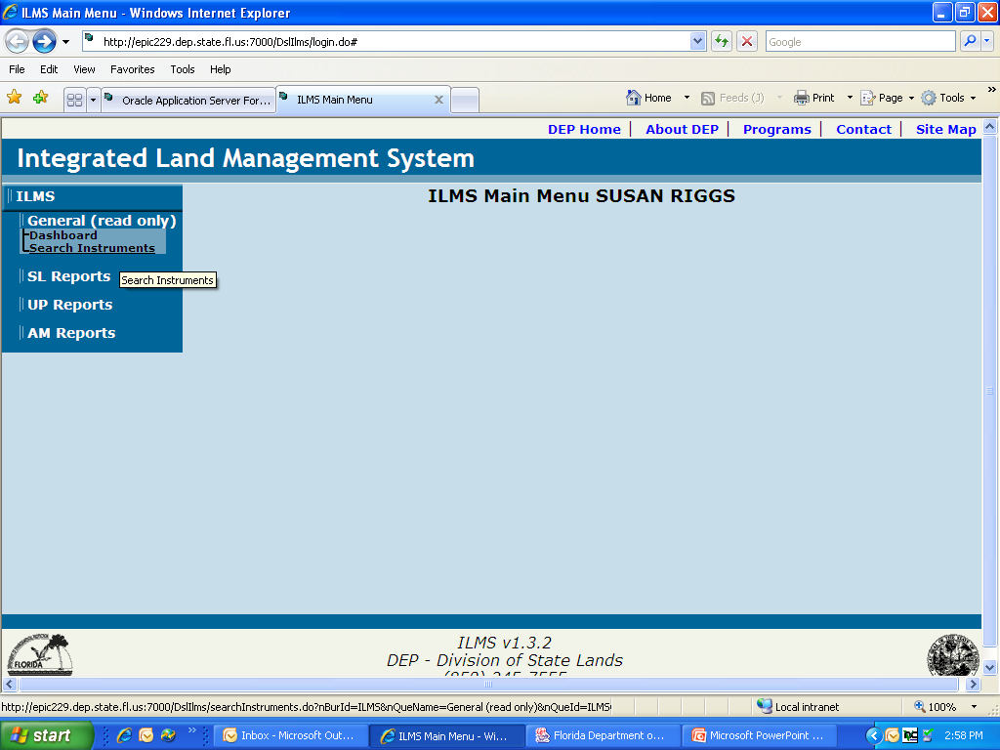 ILMS Main Menu - Windows Internet Explorer
http://epic229.dep.state.fl.us:7000/DslIlms/login.do#
Google
File Edit View Favorites Tools Help
Oracle Application Server For...
ILMS Main Menu
Home Feeds (J) Print Page Tools »
DEP Home | About DEP | Programs | Contact | Site Map
Integrated Land Management System
ILMS
ILMS Main Menu SUSAN RIGGS
General (read only)
Dashboard
Search Instruments
SL Reports
Search Instruments
UP Reports
AM Reports
ILMS v1.3.2
DEP - Division of State Lands
FLORIDA
http://epic229.dep.state.fl.us:7000/DslIlms/searchInstruments.do?nBurId=ILMS&nQueName=General (read only)&nQueId=ILMS
Local intranet
100%
start
Inbox - Microsoft Out...
ILMS Main Menu - Wi...
Florida Department o...
Microsoft PowerPoint ...
2:58 PM